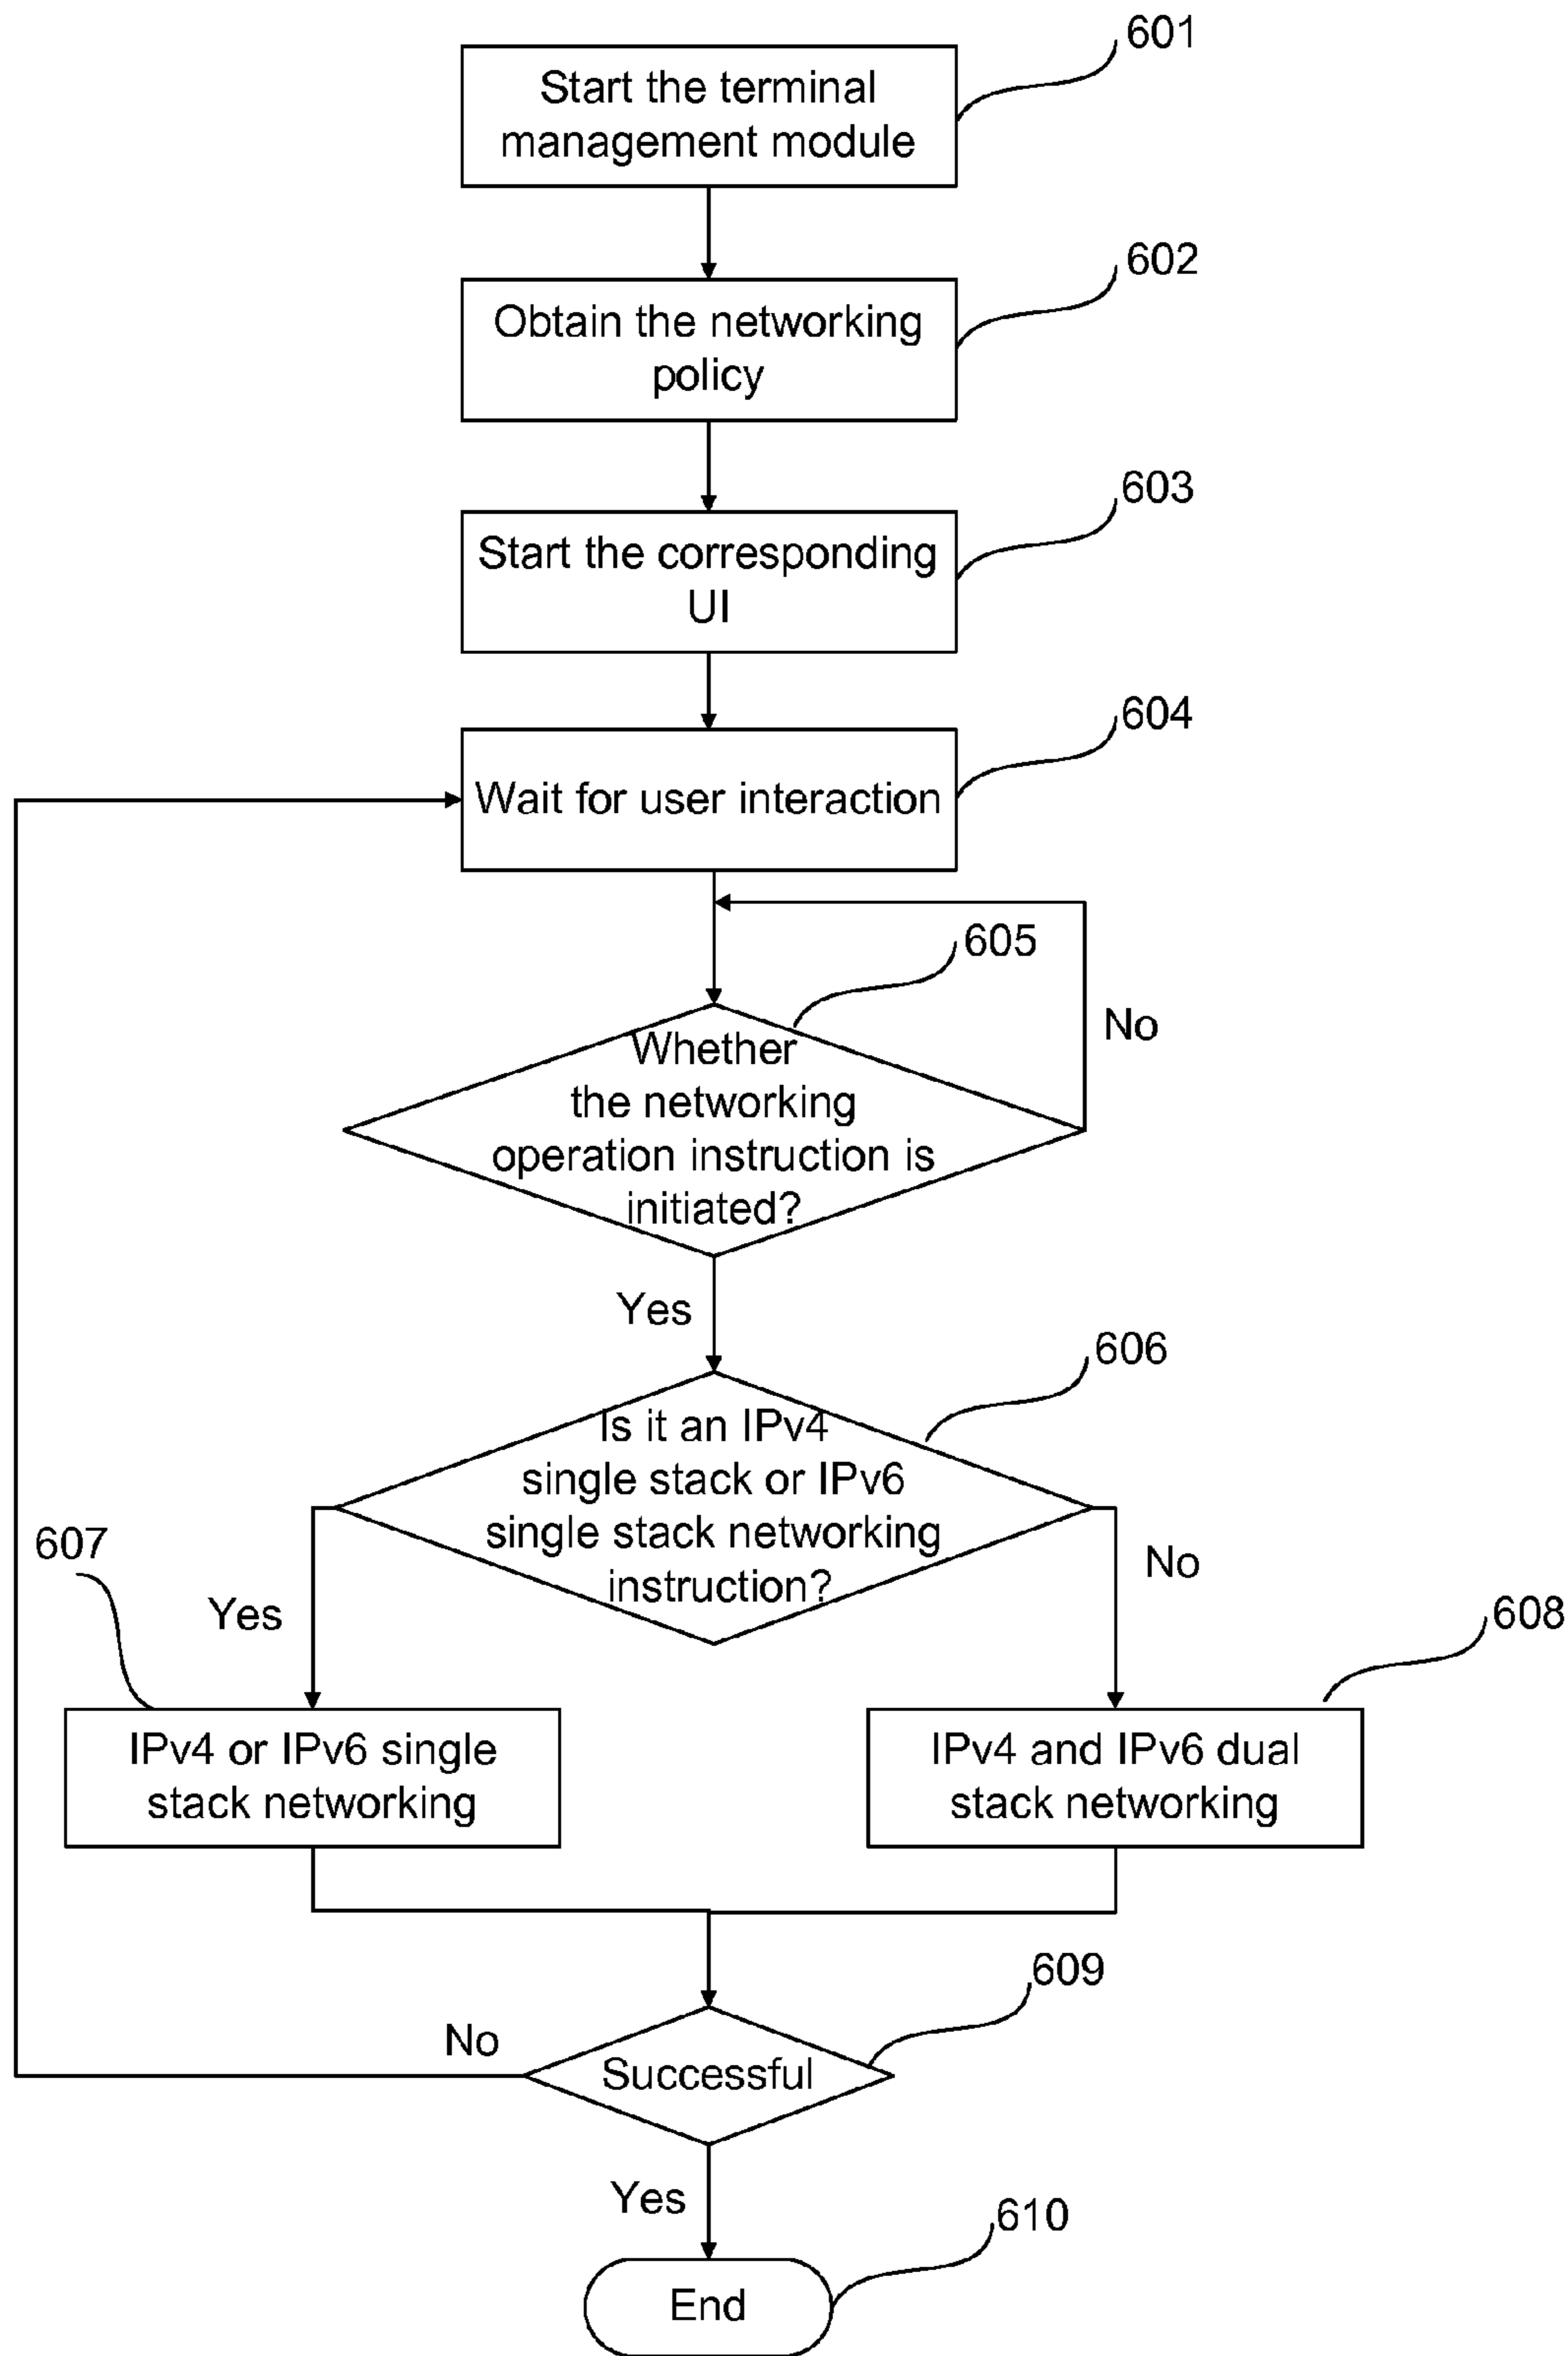 601
Start the terminal
management module
602
Obtain the networking
policy
603
Start the corresponding
UI
604
Wait for user interaction
605
No
Whether
the networking
operation instruction is
initiated?
Yes
606
Is it an IPv4
single stack or IPv6
single stack networking
instruction?
607
No
Yes
608
IPv4 or IPv6 single
stack networking
IPv4 and IPv6 dual
stack networking
609
No
Successful
Yes
610
End